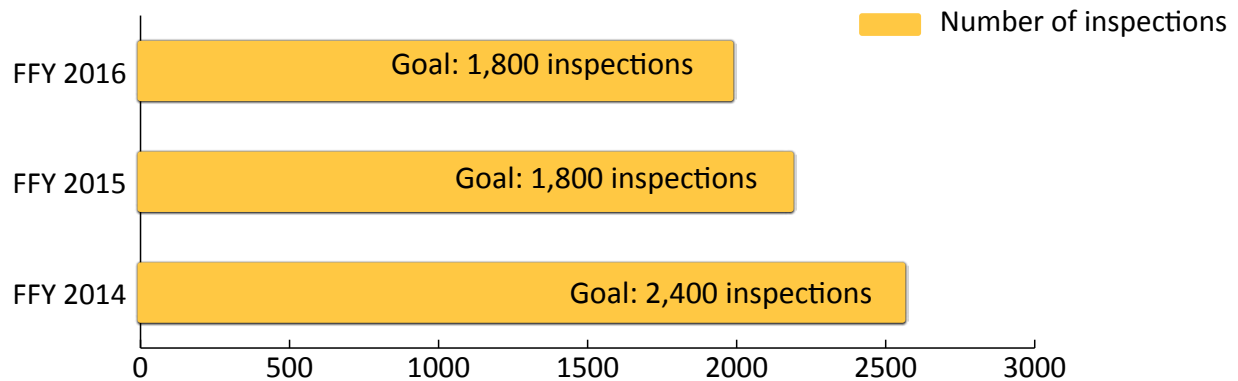 Number of inspections
FFY 2016
Goal: 1,800 inspections
FFY 2015
Goal: 1,800 inspections
FFY 2014
Goal: 2,400 inspections
0 500 1000 1500 2000 2500 3000